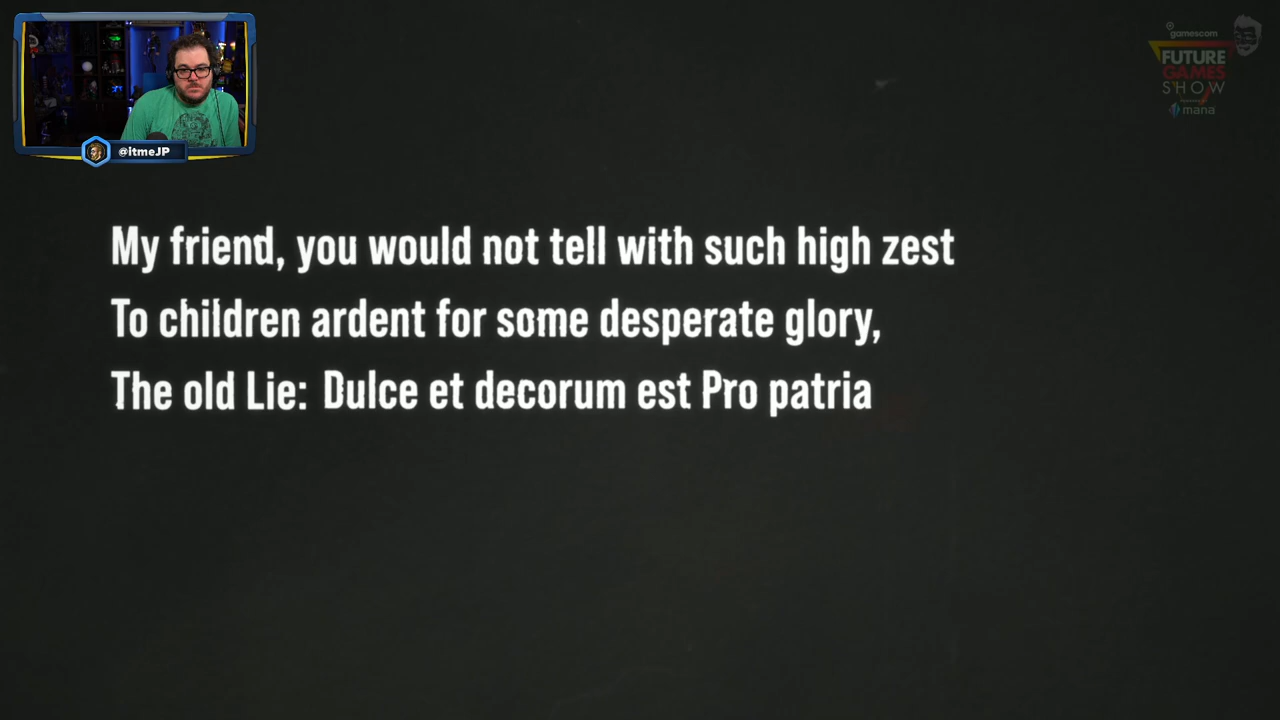 @itmeJP
gamescom
FUTURE
GAMES
SHOW
mana
My friend, you would not tell with such high zest
To children ardent for some desperate glory,
The old Lie: Dulce et decorum est Pro patria